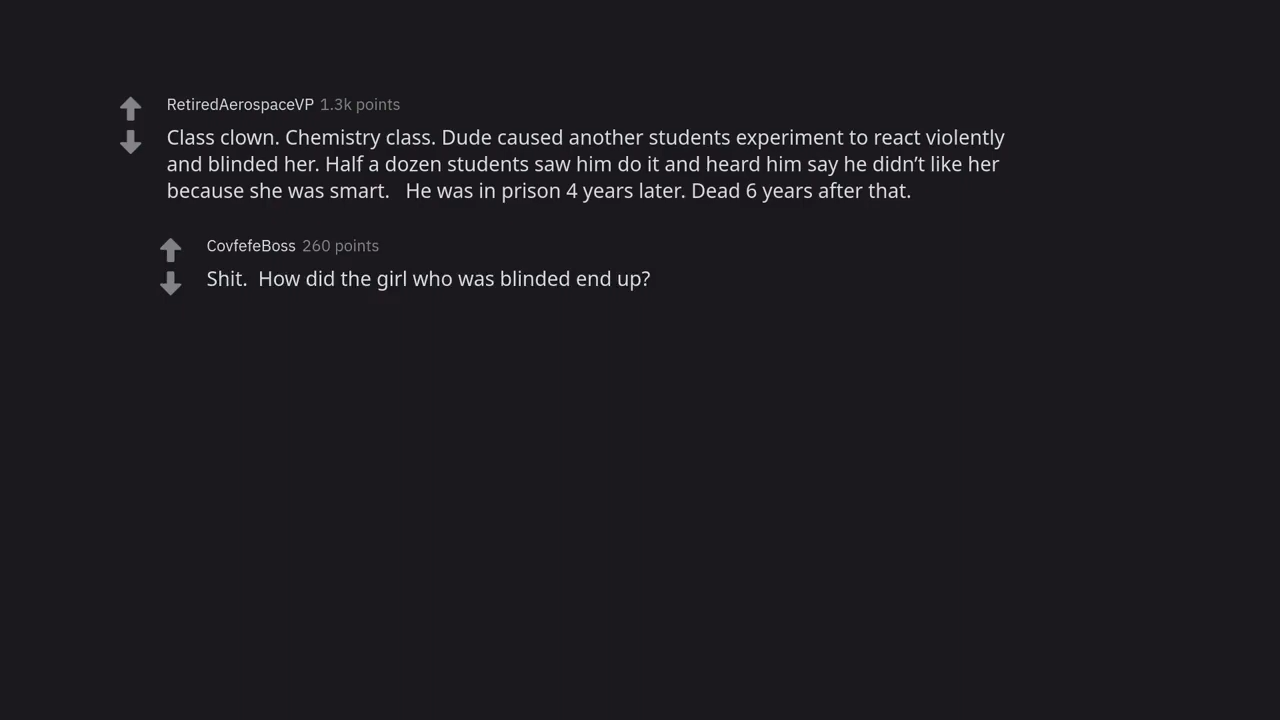 RetiredAerospaceVP 1.3k points
Class clown. Chemistry class. Dude caused another students experiment to react violently
and blinded her. Half a dozen students saw him do it and heard him say he didn’t like her
because she was smart.   He was in prison 4 years later. Dead 6 years after that.
CovfefeBoss 260 points
Shit.  How did the girl who was blinded end up?